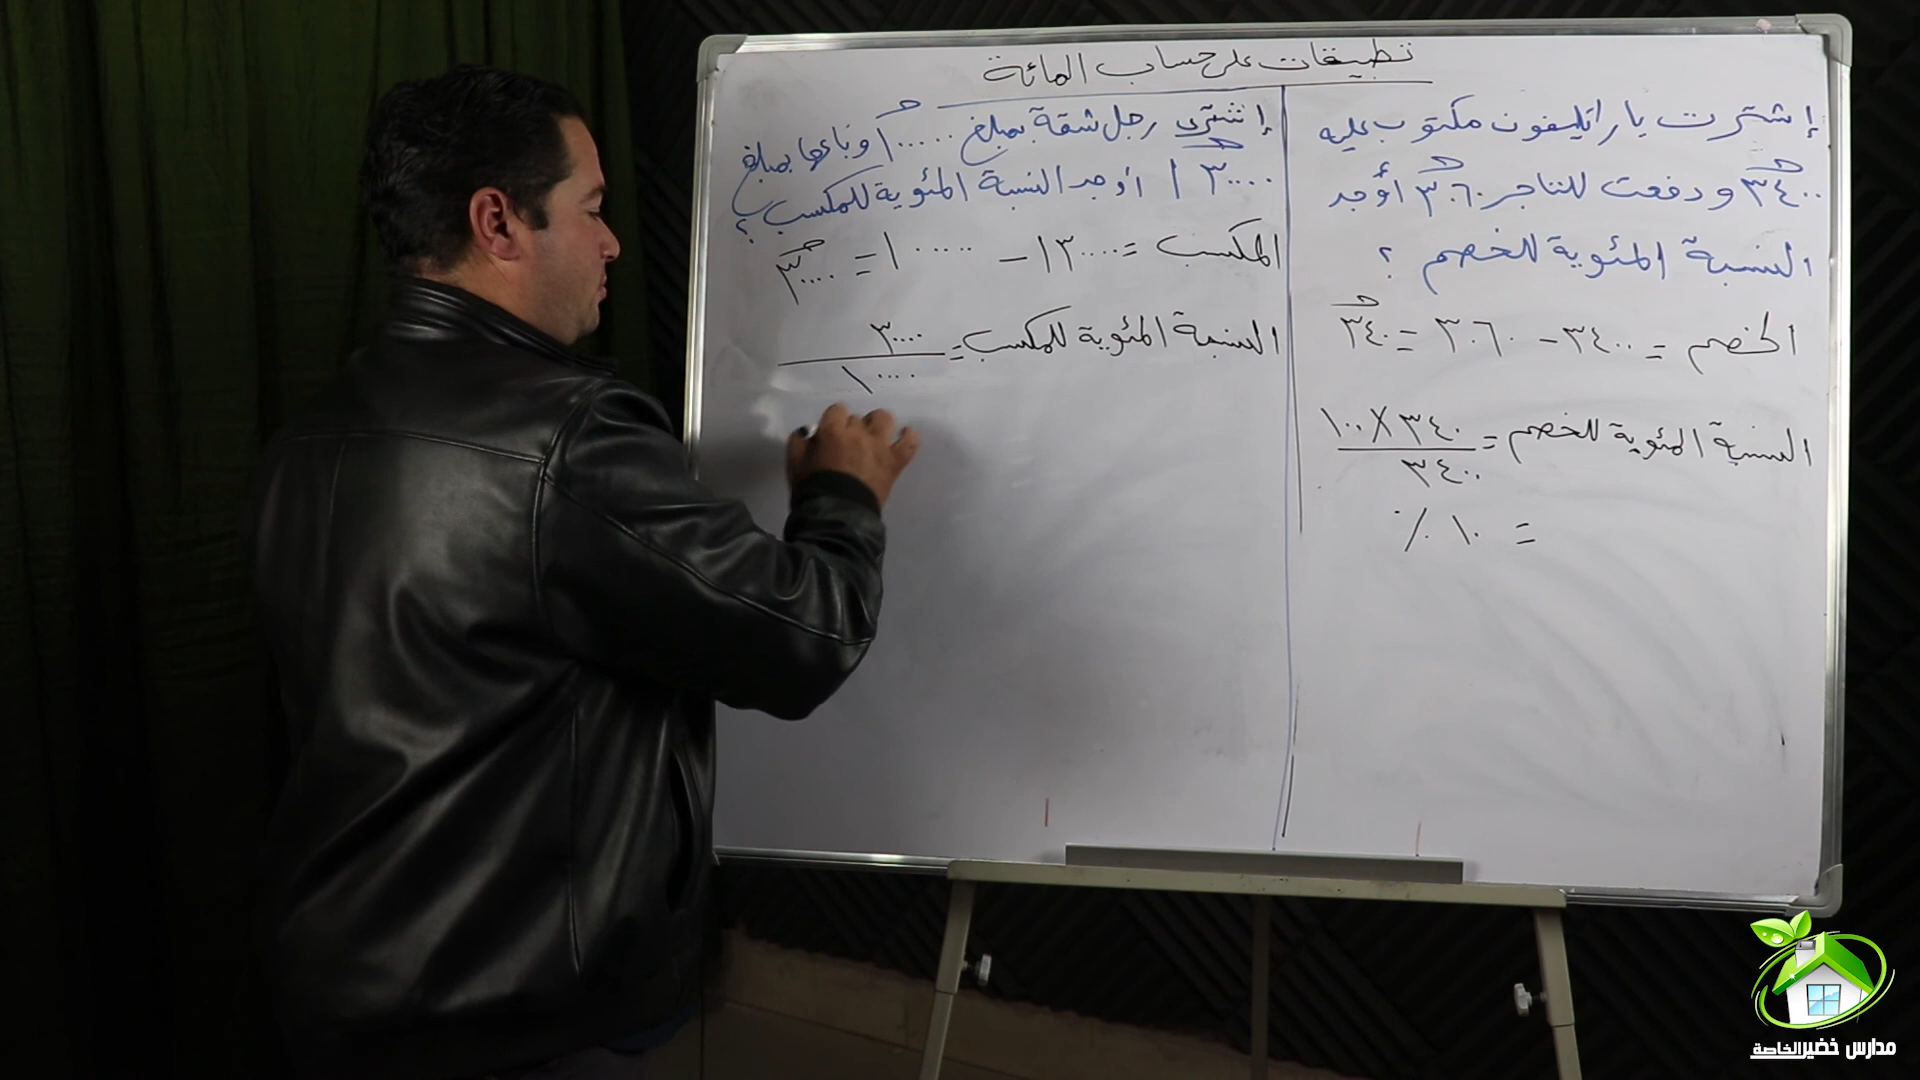 تطبيقات على حساب المائة
إشترت يارا تليفون مكتوب عليه
٣٤٠٠ ودفعت للتاجر ٣٠٦٠ أوجد
النسبة المئوية للخصم ؟
الخصم = ٣٤٠٠ - ٣٠٦٠ = ٣٤٠
النسبة المئوية للخصم = ٣٤٠ X ١٠٠
٣٤٠٠
= ١٠ ٪
إشترى رجل شقة بمبلغ ١٠٠٠٠٠ وباعها بمبلغ
١٣٠٠٠٠ أوجد النسبة المئوية للمكسب ؟
المكسب = ١٣٠٠٠٠ - ١٠٠٠٠٠ = ٣٠٠٠٠
النسبة المئوية للمكسب = ٣٠٠٠٠
١٠٠٠٠
مدارس خضير الخاصة